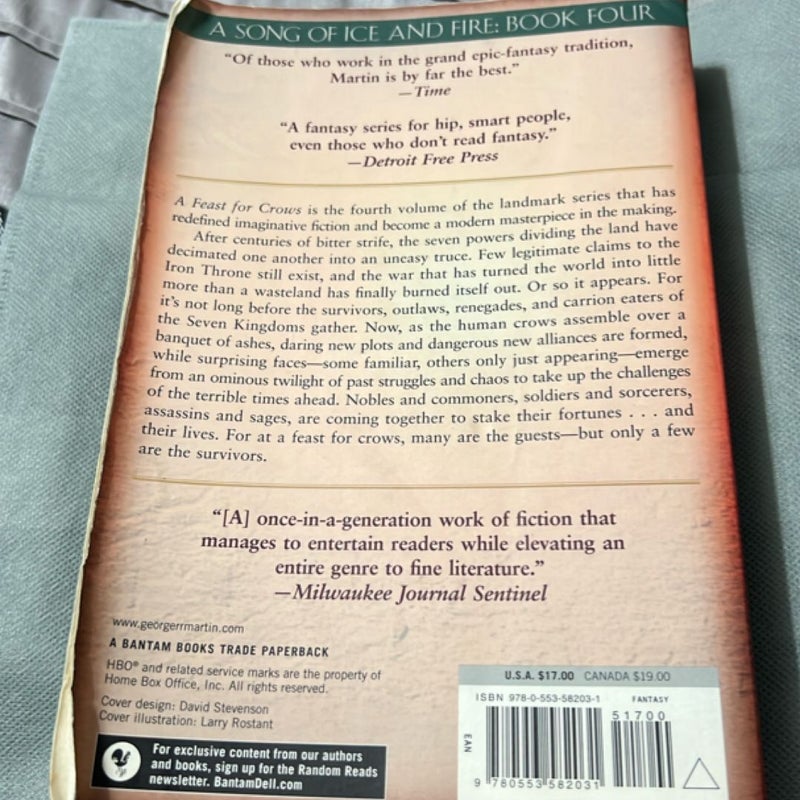 A SONG OF ICE AND FIRE: BOOK FOUR
“Of those who work in the grand epic-fantasy tradition,
Martin is by far the best.”
—Time
“A fantasy series for hip, smart people,
even those who don’t read fantasy.”
—Detroit Free Press
A Feast for Crows is the fourth volume of the landmark series that has
redefined imaginative fiction and become a modern masterpiece in the making.
After centuries of bitter strife, the seven powers dividing the land have
decimated one another into an uneasy truce. Few legitimate claims to the
Iron Throne still exist, and the war that has turned the world into little
more than a wasteland has finally burned itself out. Or so it appears. For
it’s not long before the survivors, outlaws, renegades, and carrion eaters of
the Seven Kingdoms gather. Now, as the human crows assemble over a
banquet of ashes, daring new plots and dangerous new alliances are formed,
while surprising faces—some familiar, others only just appearing—emerge
from an ominous twilight of past struggles and chaos to take up the challenges
of the terrible times ahead. Nobles and commoners, soldiers and sorcerers,
assassins and sages, are coming together to stake their fortunes . . . and
their lives. For at a feast for crows, many are the guests—but only a few
are the survivors.
“[A] once-in-a-generation work of fiction that
manages to entertain readers while elevating an
entire genre to fine literature.”
—Milwaukee Journal Sentinel
www.georgerrmartin.com
A BANTAM BOOKS TRADE PAPERBACK
HBO® and related service marks are the property of
Home Box Office, Inc. All rights reserved.
Cover design: David Stevenson
Cover illustration: Larry Rostant
For exclusive content from our authors
and books, sign up for the Random Reads
newsletter. BantamDell.com
U.S.A. $17.00 CANADA $19.00
ISBN 978-0-553-58203-1 FANTASY
51700
EAN
9 780553 582031